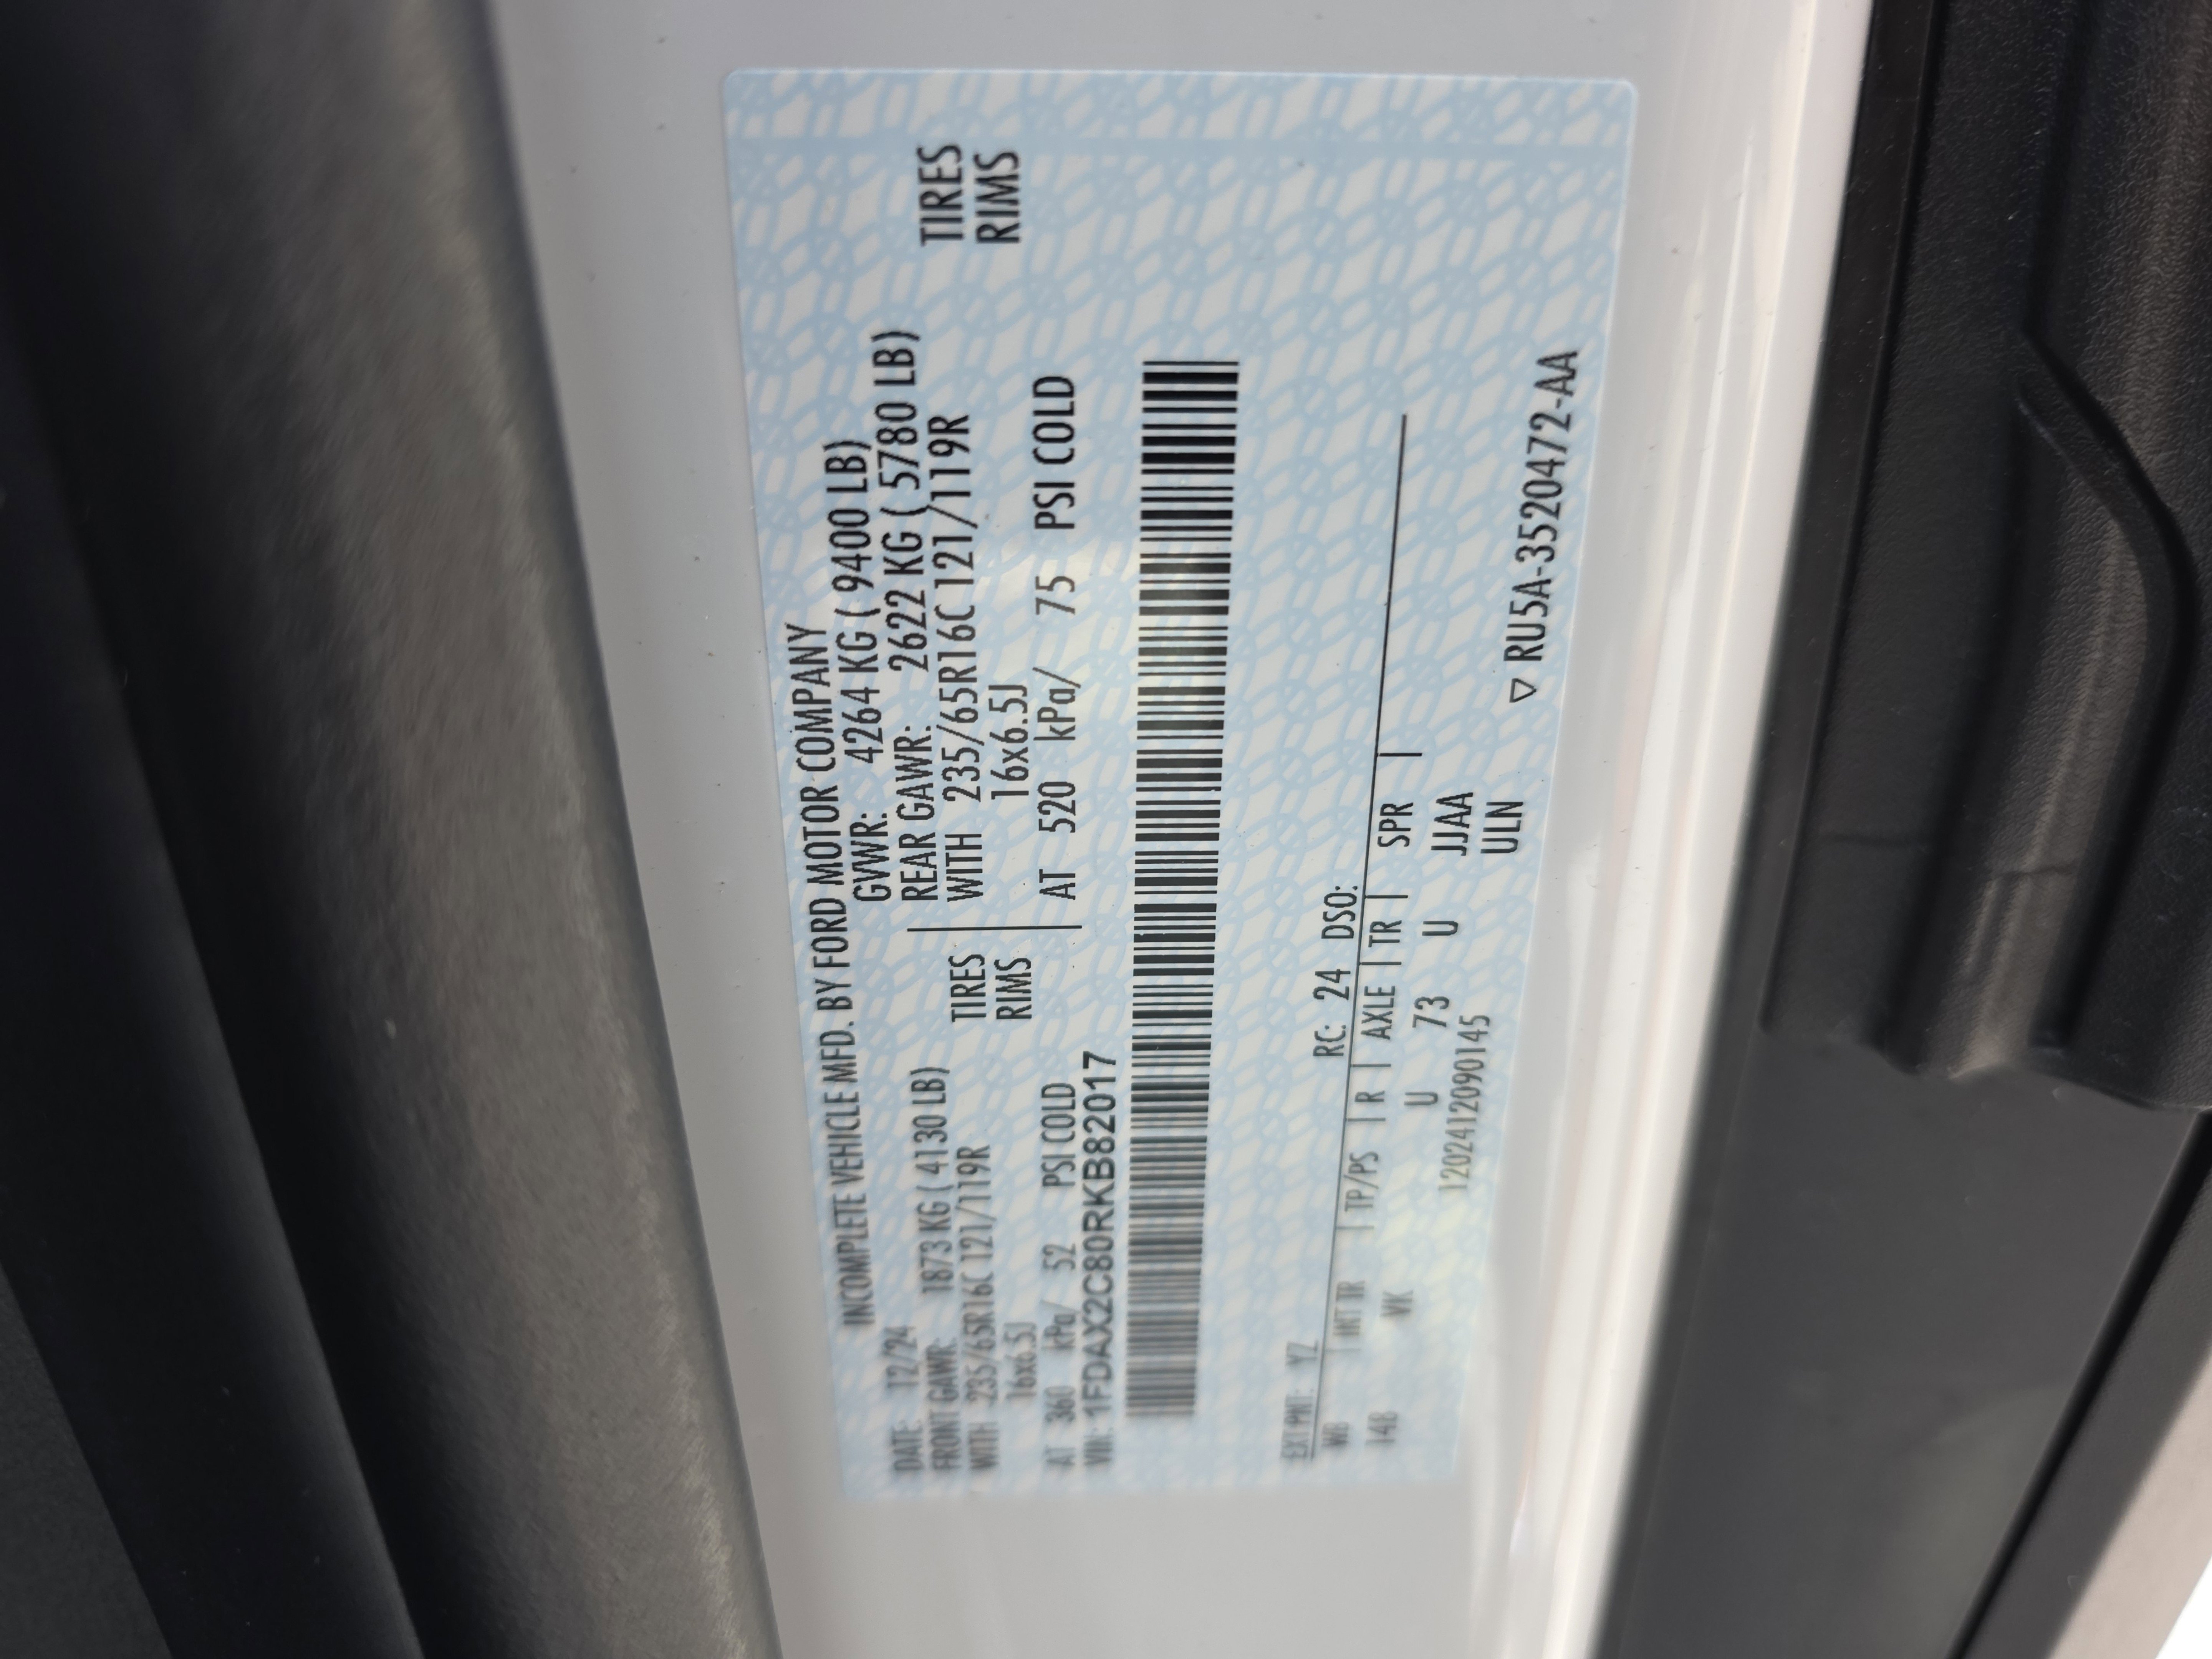 INCOMPLETE VEHICLE MFD. BY FORD MOTOR COMPANY
DATE: 12/24 GVWR: 4264 KG ( 9400 LB)
FRONT GAWR: 1873 KG ( 4130 LB) REAR GAWR: 2622 KG ( 5780 LB)
WITH 235/65R16C 121/119R TIRES WITH 235/65R16C 121/119R TIRES
16x6.5J RIMS 16x6.5J RIMS
AT 360 kPa/ 52 PSI COLD AT 520 kPa/ 75 PSI COLD
VIN: 1FDAX2C80RKB82017
EXT PNT: YZ RC: 24 DSO:
WB | INT TR | TP/PS | R | AXLE | TR | SPR |
148 VK U 73 U JJAA
1202412090145 ULN
▽ RU5A-3520472-AA